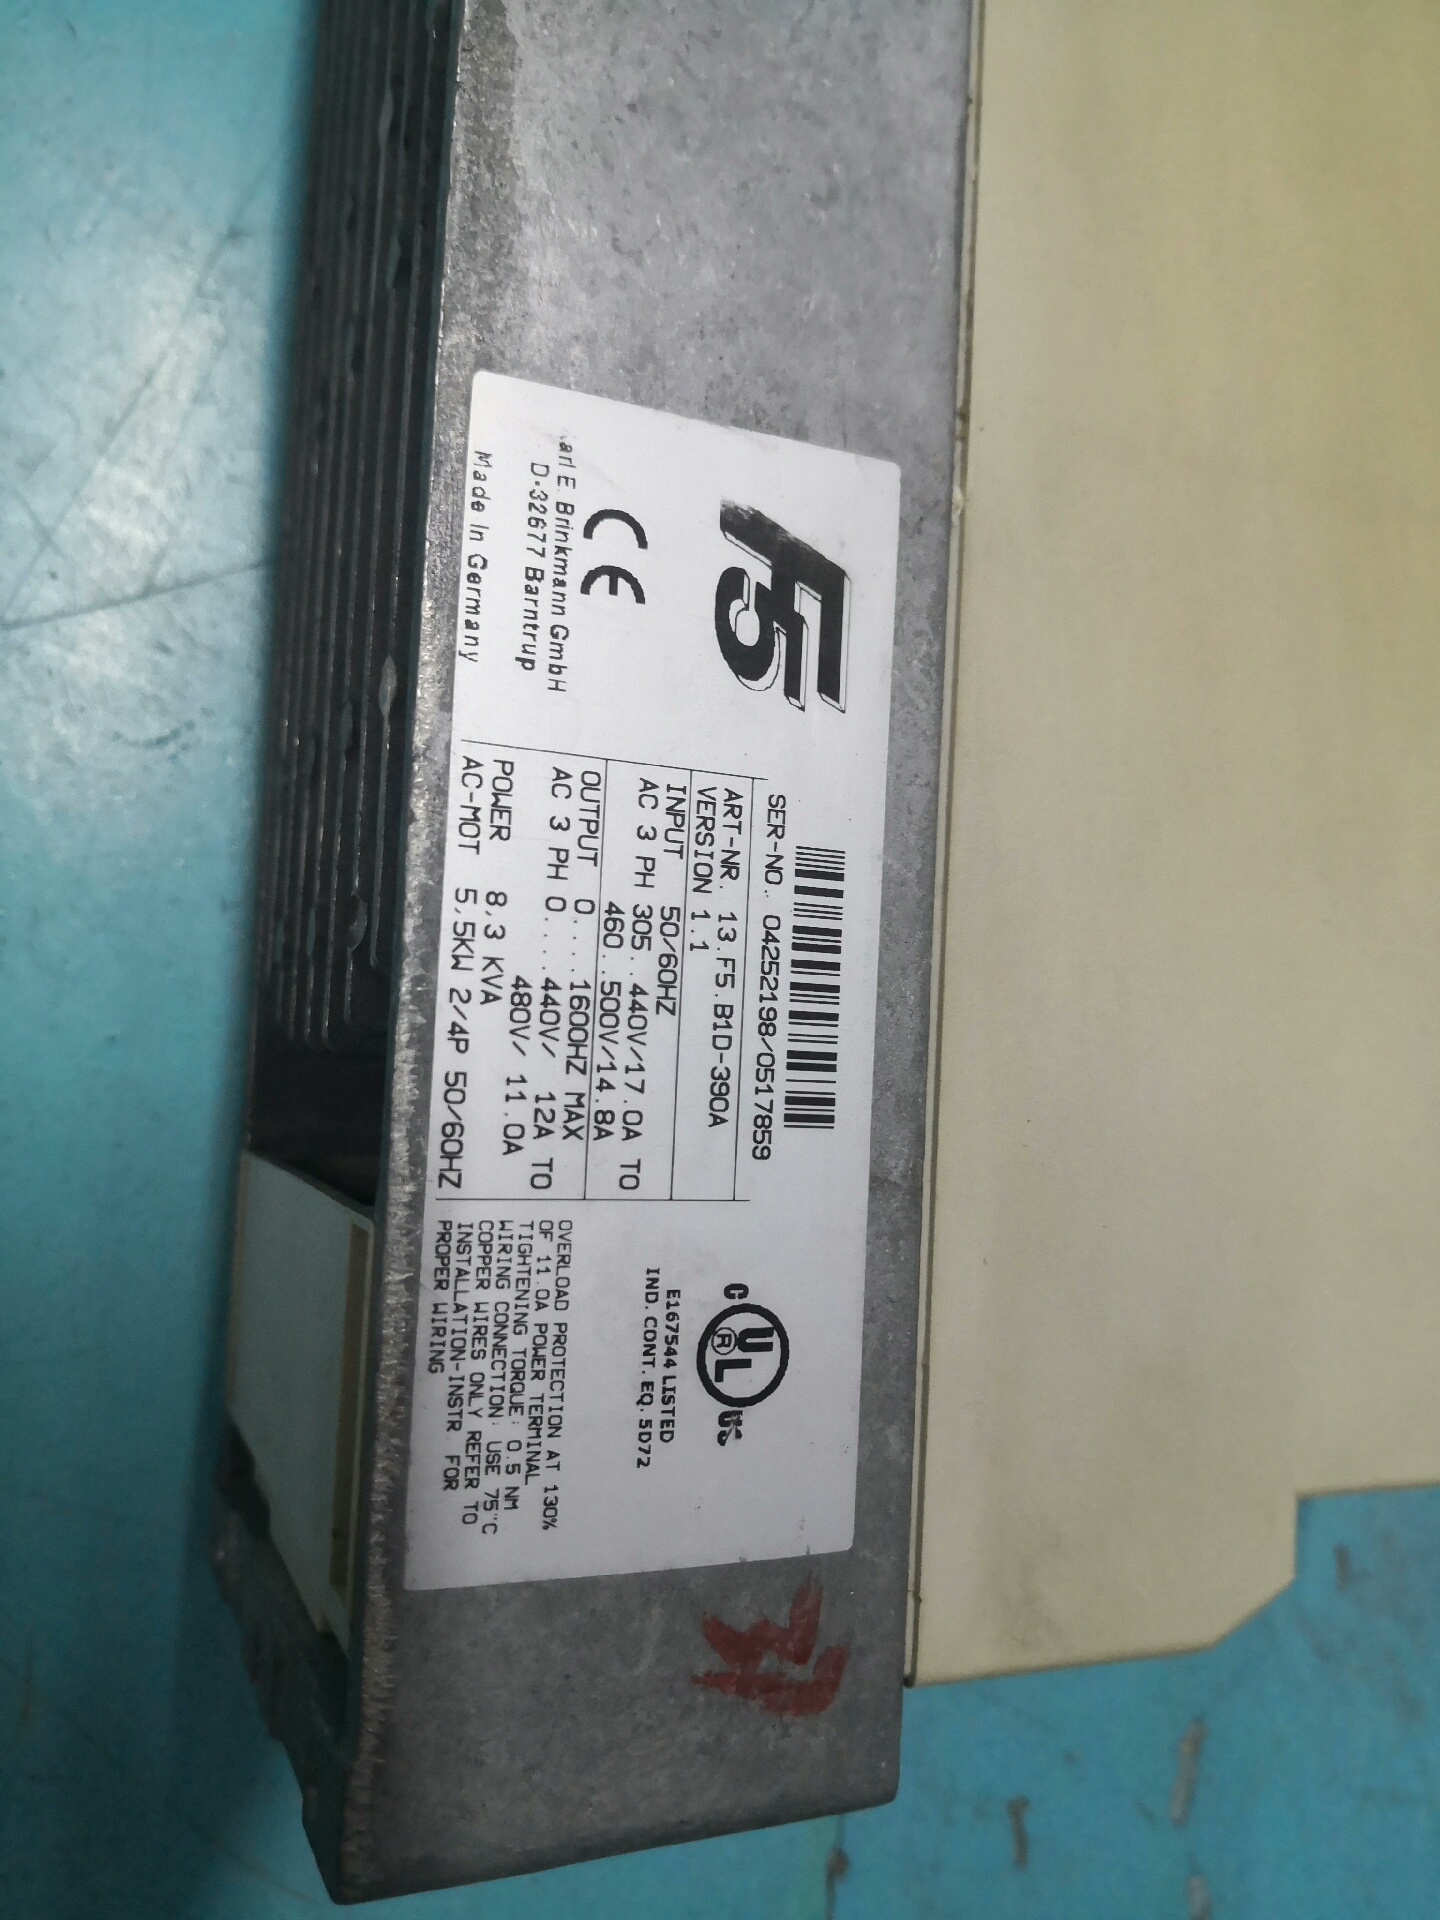 F5
CE
Karl E. Brinkmann GmbH
D-32677 Barntrup
Made In Germany
SER-NO. 04252198/0517859
ART-NR. 13.F5.B1D-390A
VERSION 1.1
INPUT 50/60HZ
AC 3 PH 305..440V/17.0A TO
460..500V/14.8A
OUTPUT 0....1600HZ MAX
AC 3 PH 0....440V/ 12A TO
480V/ 11.0A
POWER 8,3 KVA
AC-MOT 5,5KW 2/4P 50/60HZ
C UL ® US
E167544 LISTED
IND. CONT. EQ. 5D72
OVERLOAD PROTECTION AT 130%
OF 11.0A POWER TERMINAL
TIGHTENING TORQUE: 0.5 NM
WIRING CONNECTION: USE 75°C
COPPER WIRES ONLY REFER TO
INSTALLATION-INSTR. FOR
PROPER WIRING